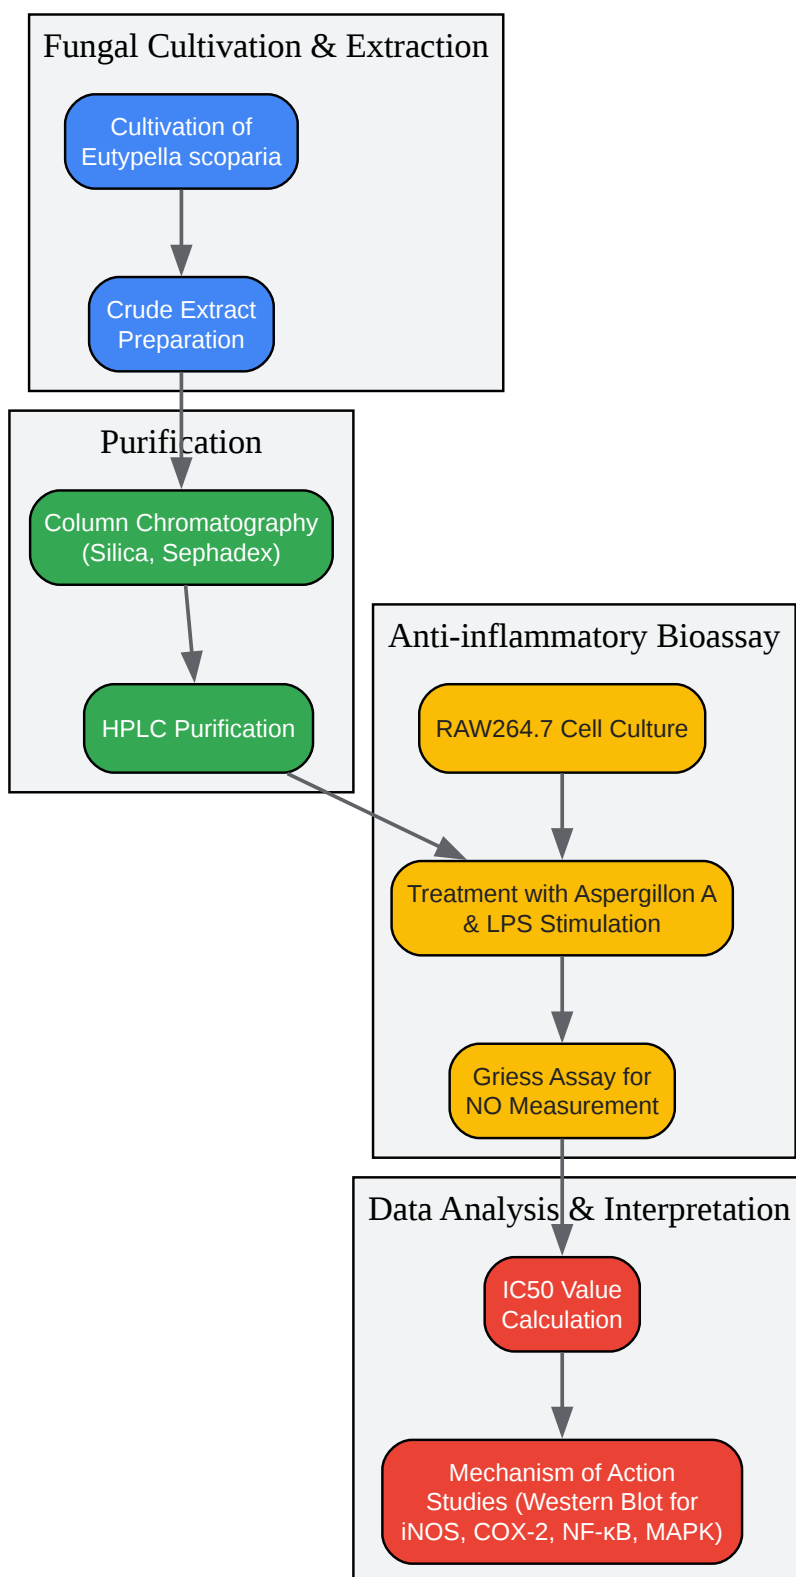 Fungal Cultivation & Extraction
Cultivation of
Eutypella scoparia
Crude Extract
Preparation
Purification
Column Chromatography
(Silica, Sephadex)
HPLC Purification
Anti-inflammatory Bioassay
RAW264.7 Cell Culture
Treatment with Aspergillon A
& LPS Stimulation
Griess Assay for
NO Measurement
Data Analysis & Interpretation
IC50 Value
Calculation
Mechanism of Action
Studies (Western Blot for
iNOS, COX-2, NF-κB, MAPK)